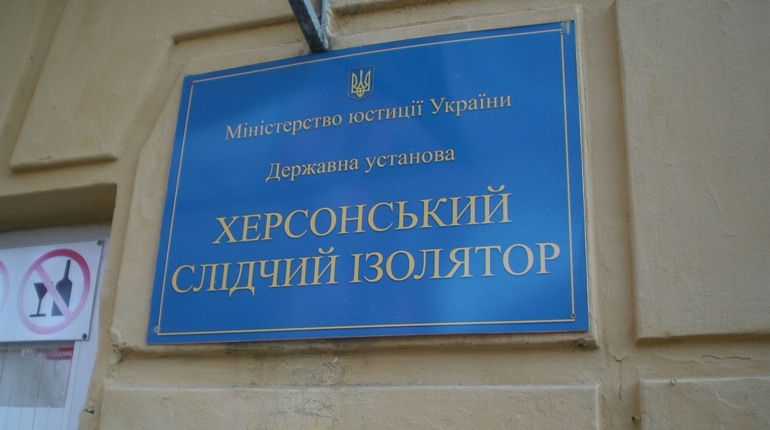 Міністерство юстиції України
Державна установа
ХЕРСОНСЬКИЙ
СЛІДЧИЙ ІЗОЛЯТОР